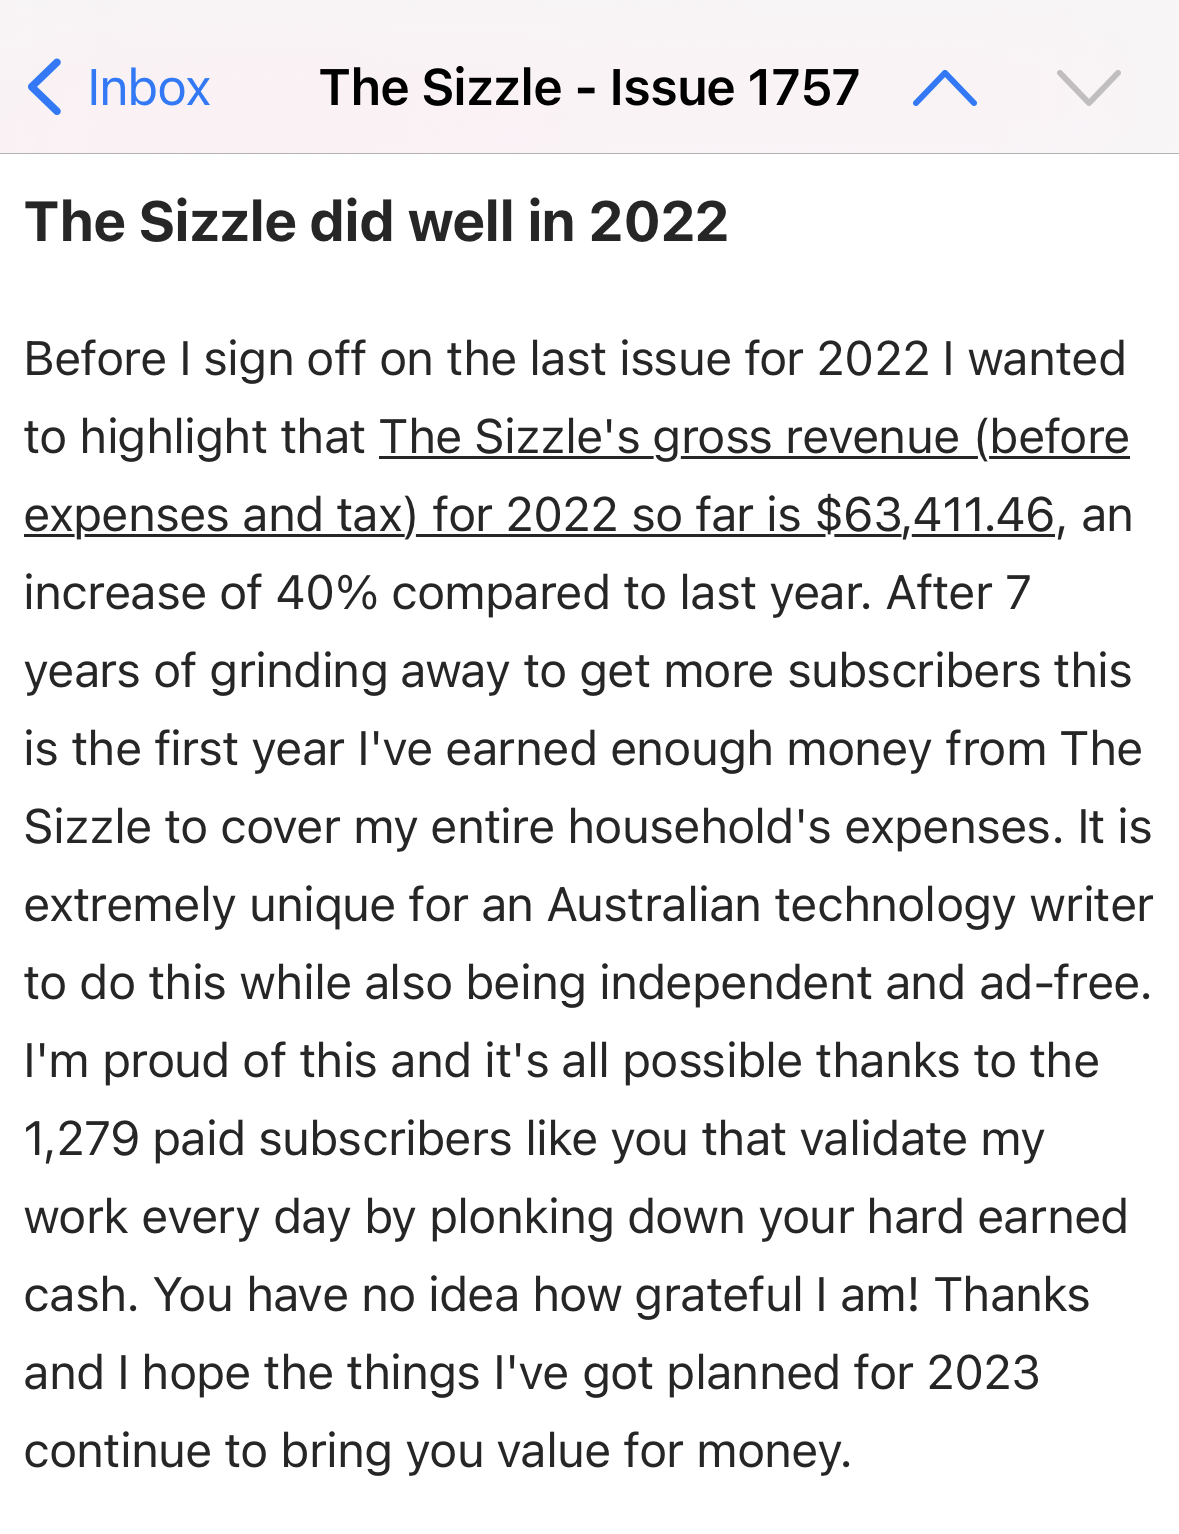 Inbox
The Sizzle - Issue 1757
The Sizzle did well in 2022
Before I sign off on the last issue for 2022 I wanted
to highlight that The Sizzle's gross revenue (before
expenses and tax) for 2022 so far is $63,411.46, an
increase of 40% compared to last year. After 7
years of grinding away to get more subscribers this
is the first year I've earned enough money from The
Sizzle to cover my entire household's expenses. It is
extremely unique for an Australian technology writer
to do this while also being independent and ad-free.
I'm proud of this and it's all possible thanks to the
1,279 paid subscribers like you that validate my
work every day by plonking down your hard earned
cash. You have no idea how grateful I am! Thanks
and I hope the things I've got planned for 2023
continue to bring you value for money.